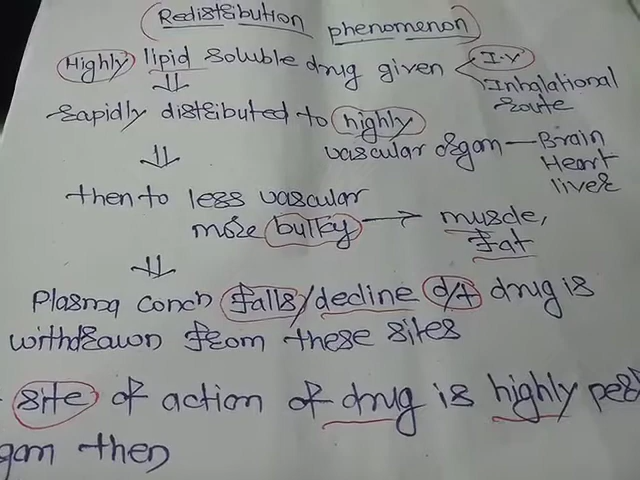 Redistribution phenomenon
Highly lipid soluble drug given
I.V
Inhalational
route
rapidly distributed to highly
vascular organ — Brain
Heart
liver
then to less vascular
more bulky → muscle,
fat
Plasma concn falls/decline d/t drug is
withdrawn from these sites
site of action of drug is highly per
gan then